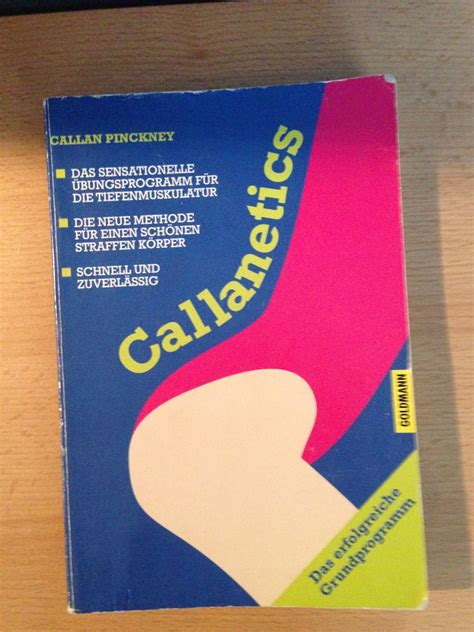 CALLAN PINCKNEY
DAS SENSATIONELLE
ÜBUNGSPROGRAMM FÜR
DIE TIEFENMUSKULATUR
DIE NEUE METHODE
FÜR EINEN SCHÖNEN
STRAFFEN KÖRPER
SCHNELL UND
ZUVERLÄSSIG
Callanetics
GOLDMANN
Das erfolgreiche
Grundprogramm